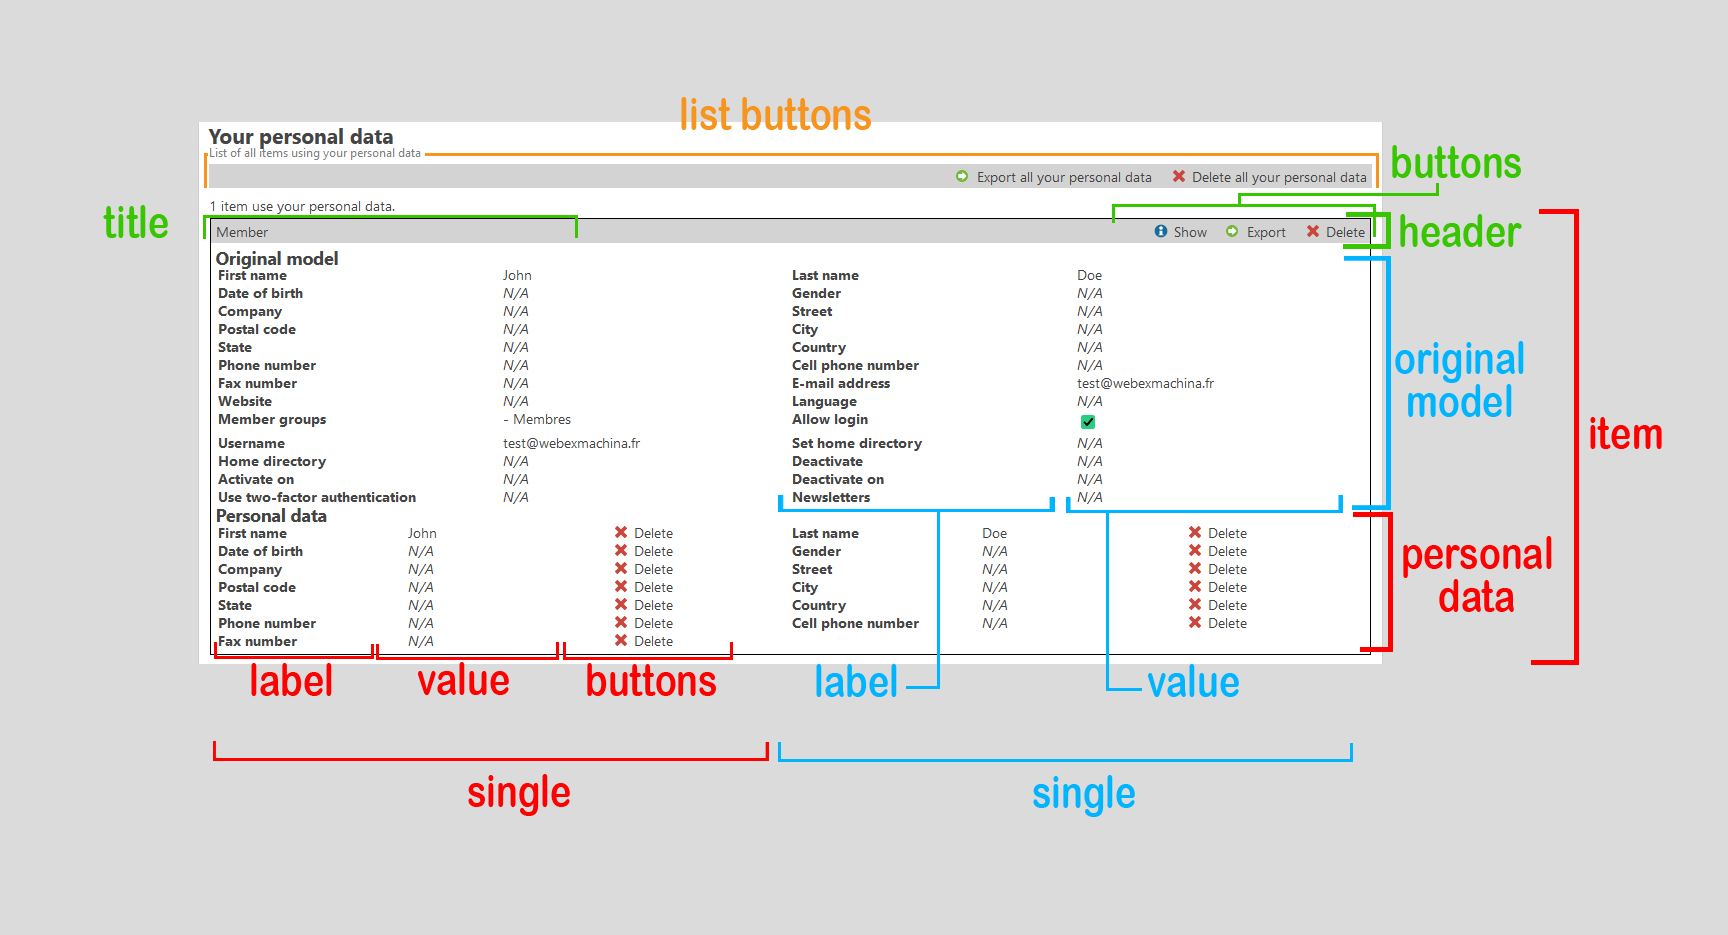 list buttons
Your personal data
List of all items using your personal data
buttons
Export all your personal data Delete all your personal data
1 item use your personal data.
title
header
Member Show Export Delete
Original model
First name John Last name Doe
Date of birth N/A Gender N/A
Company N/A Street N/A
Postal code N/A City N/A
State N/A Country N/A
Phone number N/A Cell phone number N/A
Fax number N/A E-mail address test@webexmachina.fr
Website N/A Language N/A
Member groups - Membres Allow login
Username test@webexmachina.fr Set home directory N/A
Home directory N/A Deactivate N/A
Activate on N/A Deactivate on N/A
Use two-factor authentication N/A Newsletters N/A
original
model
item
Personal data
First name John Delete Last name Doe Delete
Date of birth N/A Delete Gender N/A Delete
Company N/A Delete Street N/A Delete
Postal code N/A Delete City N/A Delete
State N/A Delete Country N/A Delete
Phone number N/A Delete Cell phone number N/A Delete
Fax number N/A Delete
personal
data
label value buttons label value
single single